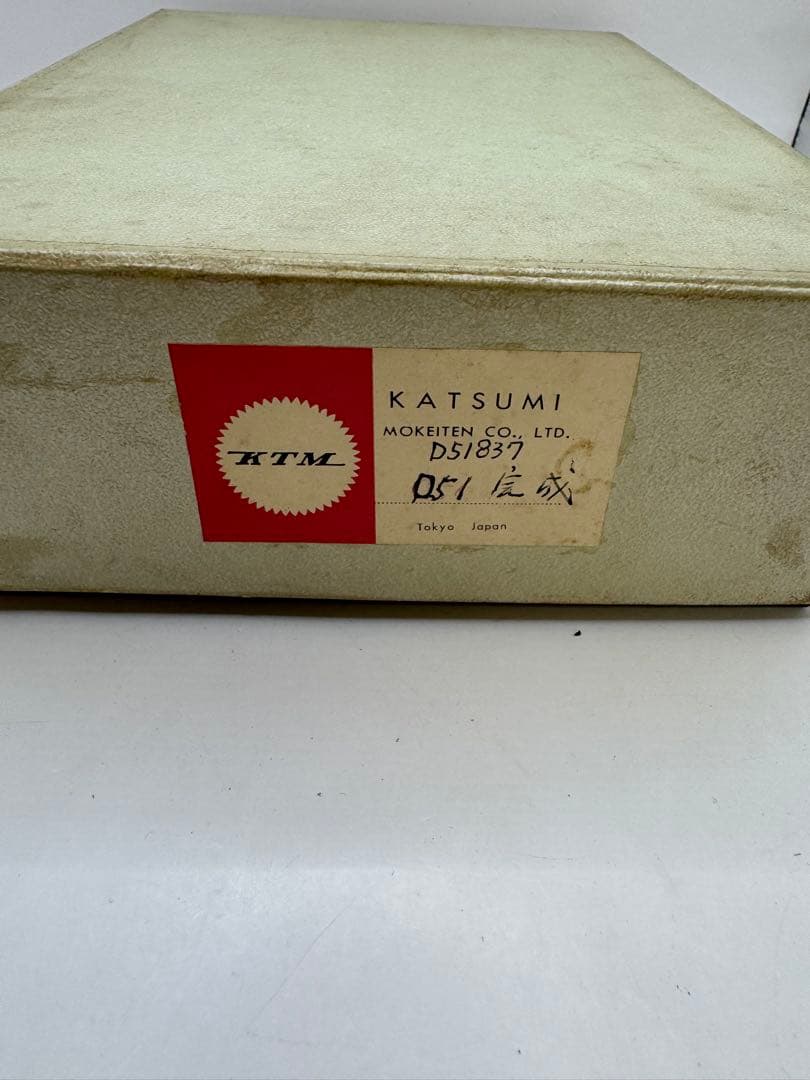 KTM
KATSUMI
MOKEITEN CO., LTD.
D51837
D51 完成
Tokyo Japan